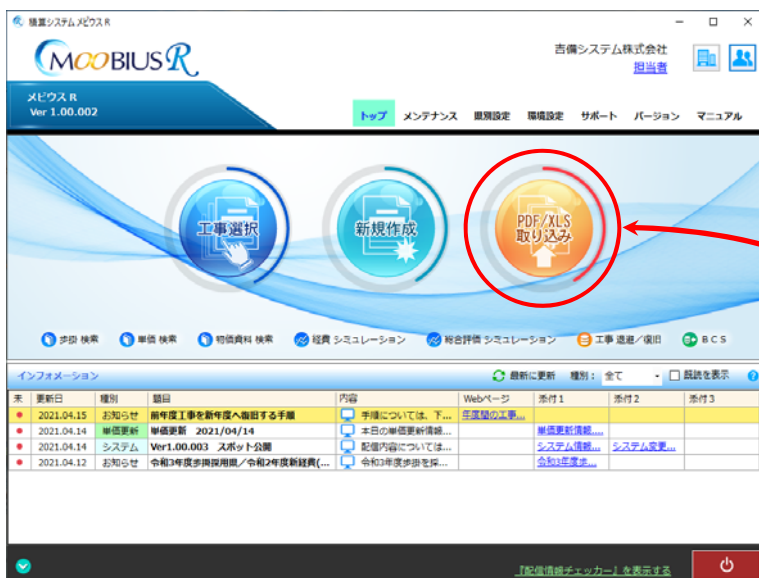 積算システム メビウス R
MOOBIUS R
吉備システム株式会社
担当者
メビウス R
Ver 1.00.002
トップ メンテナンス 県別設定 環境設定 サポート バージョン マニュアル
工事選択
新規作成
PDF/XLS
取り込み
歩掛 検索 単価 検索 物価資料 検索 経費 シミュレーション 総合評価 シミュレーション 工事 退避/復旧 BCS
インフォメーション 最新に更新 種別: 全て 既読を表示
未 更新日 種別 題目 内容 Webページ 添付1 添付2 添付3
2021.04.15 お知らせ 前年度工事を新年度へ復旧する手順 手順については、下... 年度間の工事...
2021.04.14 単価更新 単価更新 2021/04/14 本日の単価更新情報... 単価更新情報....
2021.04.14 システム Ver1.00.003 スポット公開 配信内容については... システム情報... システム変更...
2021.04.12 お知らせ 令和3年度歩掛採用県/令和2年度新経費(... 令和3年度歩掛を採... 令和3年度歩...
『配信情報チェッカー』を表示する